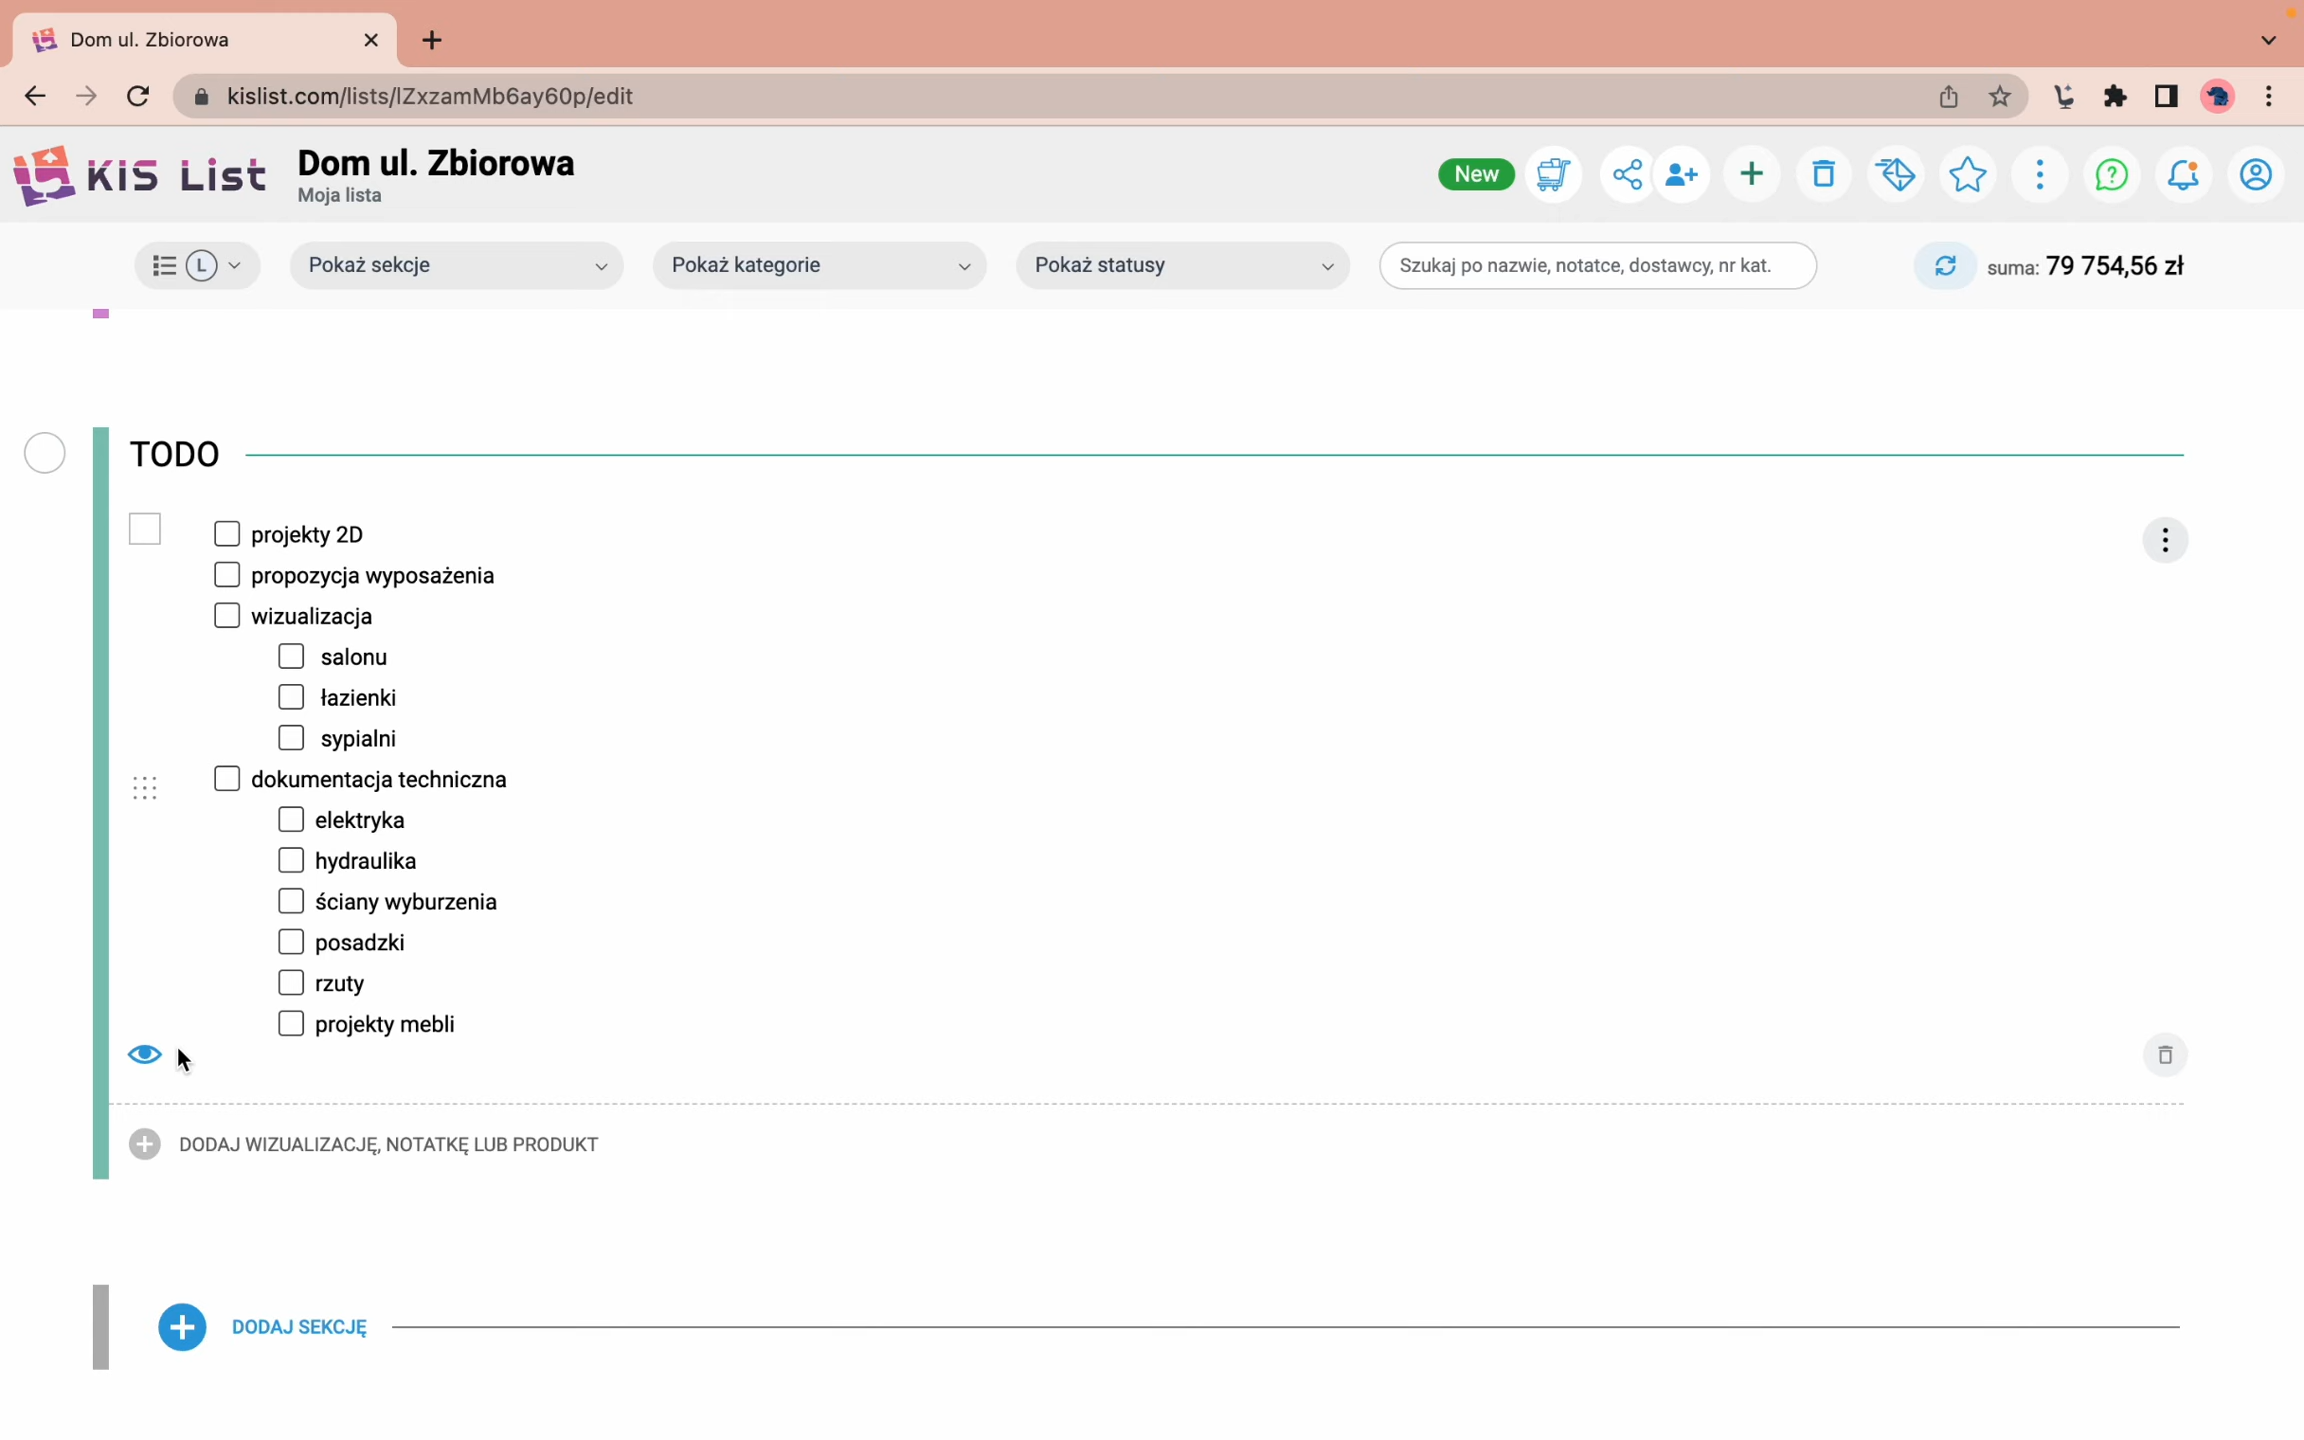 Dom ul. Zbiorowa
kislist.com/lists/lZxzamMb6ay60p/edit
KiS List
Dom ul. Zbiorowa
Moja lista
New
L
Pokaż sekcje
Pokaż kategorie
Pokaż statusy
Szukaj po nazwie, notatce, dostawcy, nr kat.
suma: 79 754,56 zł
TODO
projekty 2D
propozycja wyposażenia
wizualizacja
salonu
łazienki
sypialni
dokumentacja techniczna
elektryka
hydraulika
ściany wyburzenia
posadzki
rzuty
projekty mebli
DODAJ WIZUALIZACJĘ, NOTATKĘ LUB PRODUKT
DODAJ SEKCJĘ